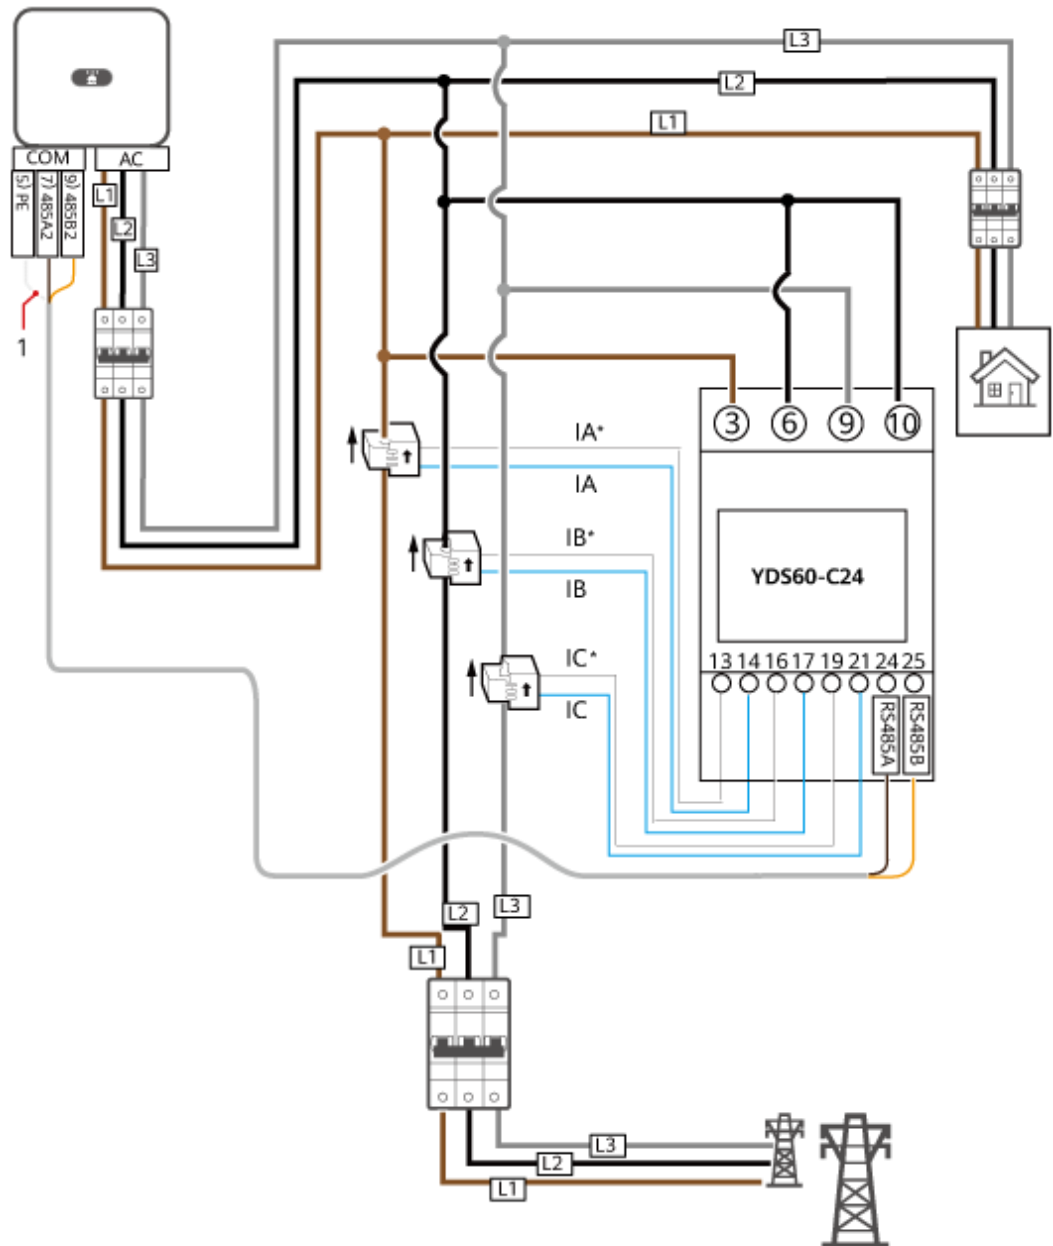 L3
L2
L1
COM
AC
5) PE
7) 485A2
9) 485B2
L1
L2
L3
1
3
6
9
10
IA*
IA
IB*
IB
IC*
IC
YDS60-C24
13 14 16 17 19 21 24 25
RS485A
RS485B
L2
L3
L1
L3
L2
L1